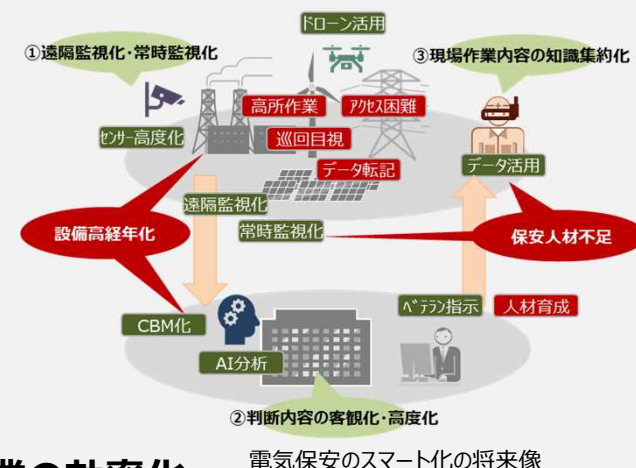 ドローン活用
①遠隔監視化・常時監視化
③現場作業内容の知識集約化
高所作業
アクセス困難
センサー高度化
巡回目視
データ活用
データ転記
遠隔監視化
設備高経年化
常時監視化
保安人材不足
ベテラン指示
人材育成
CBM化
AI分析
②判断内容の客観化・高度化
電気保安のスマート化の将来像